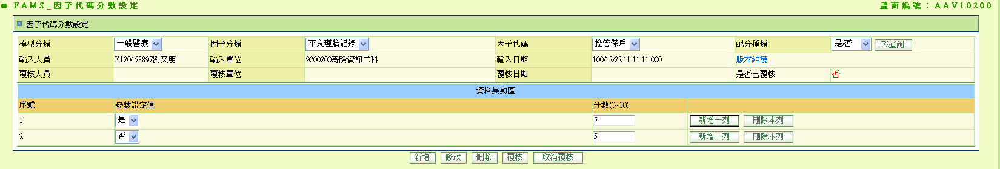 FAMS_因子代碼分數設定 畫面編號：AAV10200
因子代碼分數設定
模型分類 一般醫療 因子分類 不良理賠記錄 因子代碼 控管保戶 配分種類 是/否 F2查詢
輸入人員 K120458897劉又明 輸入單位 9200200壽險資訊二科 輸入日期 100/12/22 11:11:11.000 版本維護
覆核人員 覆核單位 覆核日期 是否已覆核 否
資料異動區
序號 參數設定值 分數(0~10)
1 是 5 新增一列 刪除本列
2 否 5 新增一列 刪除本列
新增 修改 刪除 覆核 取消覆核